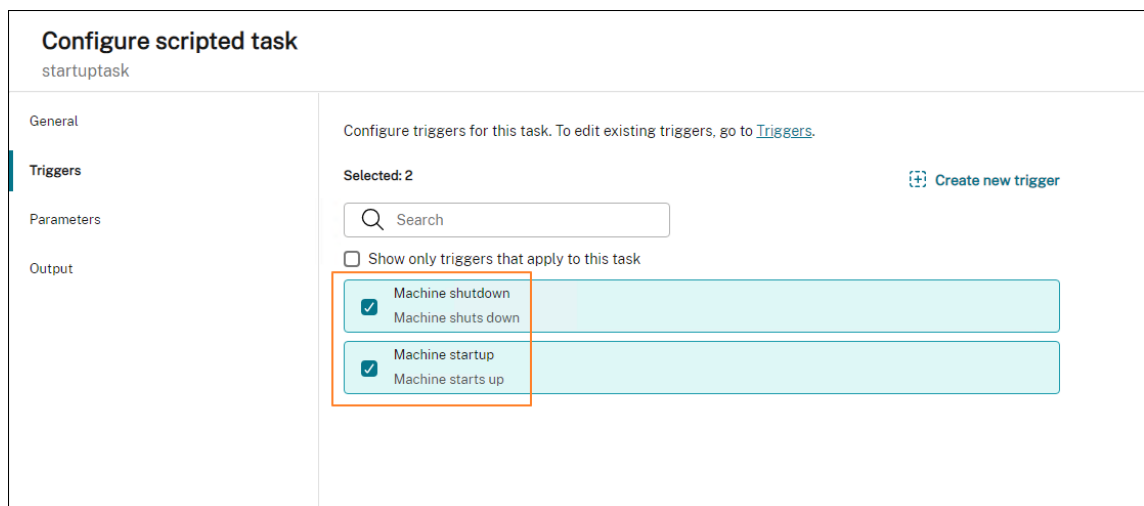 Configure scripted task
startuptask
General
Triggers
Parameters
Output
Configure triggers for this task. To edit existing triggers, go to Triggers.
Selected: 2
Create new trigger
Search
Show only triggers that apply to this task
Machine shutdown
Machine shuts down
Machine startup
Machine starts up